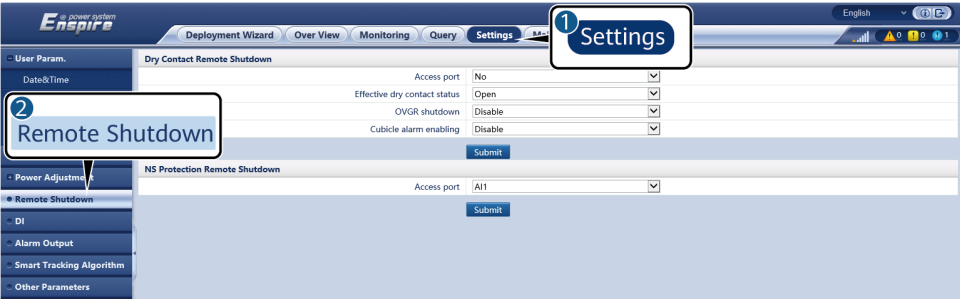 @ power system
Enspire
English
Deployment Wizard Over View Monitoring Query Settings
1 Settings
0 0 1
User Param.
Dry Contact Remote Shutdown
Date&Time
Access port No
Effective dry contact status Open
OVGR shutdown Disable
Cubicle alarm enabling Disable
Submit
2
Remote Shutdown
NS Protection Remote Shutdown
Power Adjustment
Access port AI1
Remote Shutdown
Submit
DI
Alarm Output
Smart Tracking Algorithm
Other Parameters